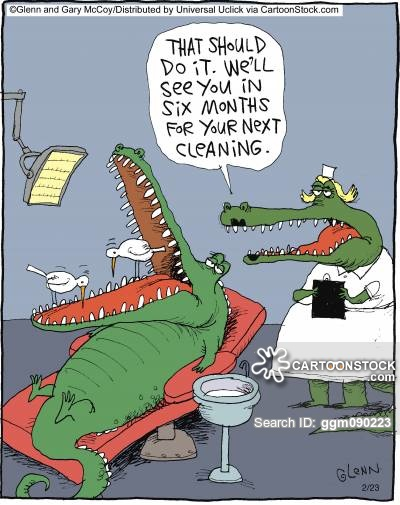 ©Glenn and Gary McCoy/Distributed by Universal Uclick via CartoonStock.com
THAT SHOULD
DO iT. We'LL
See YOU iN
Six MONTHS
FOR YOUR NexT
CLeANiNG.
CARTOONSTOCK
.com
Search ID: ggm090223
GLeNN
2/23